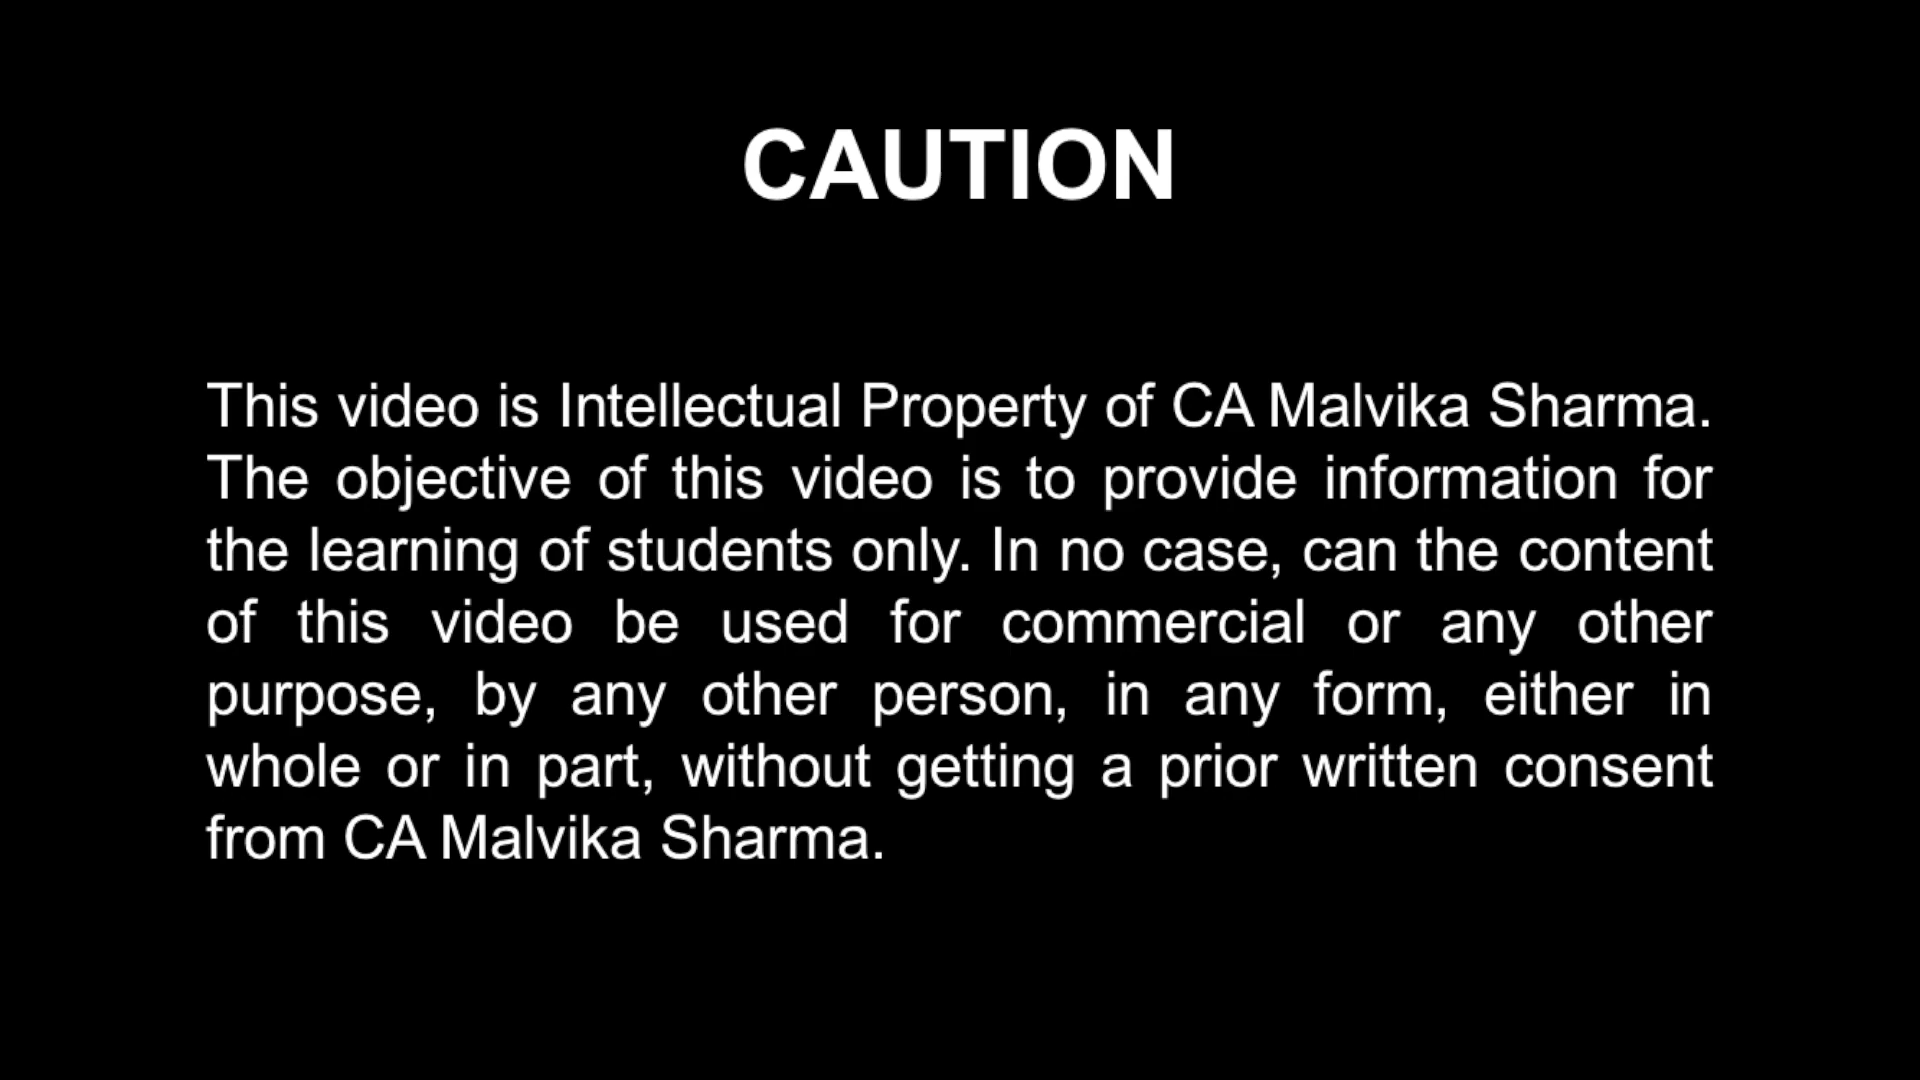 CAUTION
This video is Intellectual Property of CA Malvika Sharma.
The objective of this video is to provide information for
the learning of students only. In no case, can the content
of this video be used for commercial or any other
purpose, by any other person, in any form, either in
whole or in part, without getting a prior written consent
from CA Malvika Sharma.